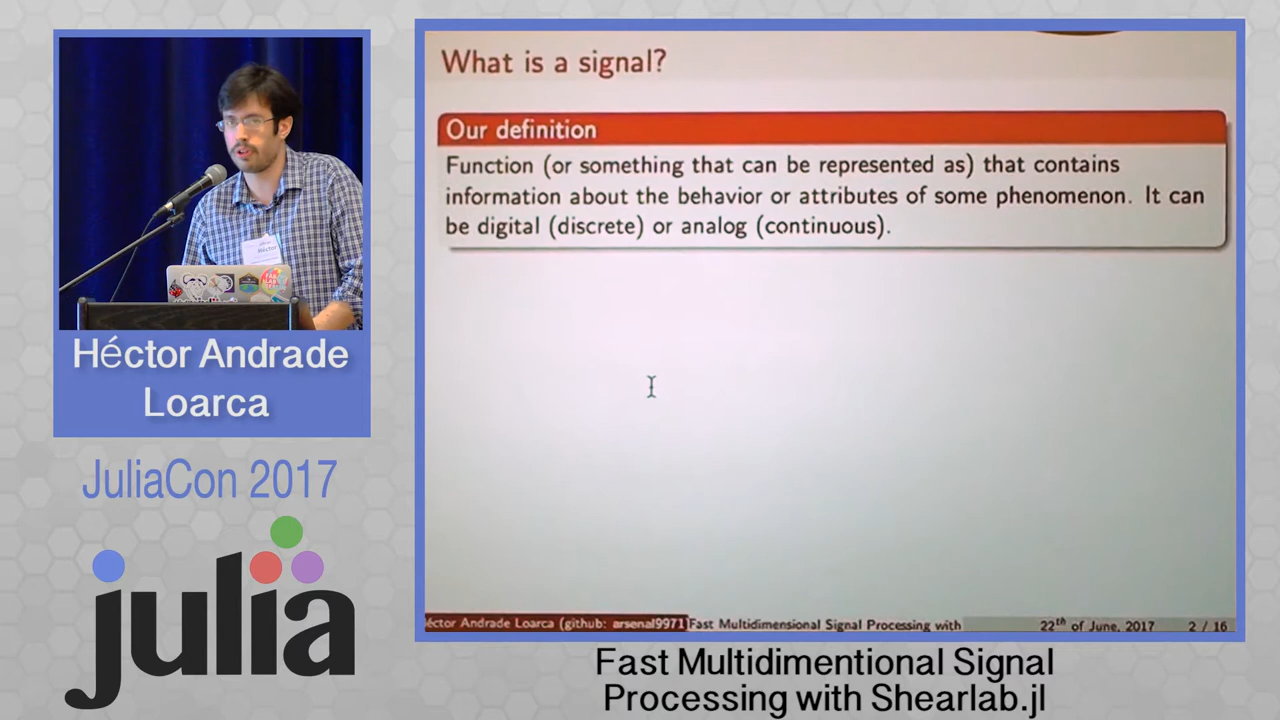 What is a signal?
Our definition
Function (or something that can be represented as) that contains
information about the behavior or attributes of some phenomenon. It can
be digital (discrete) or analog (continuous).
Héctor
Héctor Andrade
Loarca
JuliaCon 2017
julia
éctor Andrade Loarca (github: arsenal9971)
Fast Multidimensional Signal Processing with
22th of June, 2017
2 / 16
Fast Multidimentional Signal
Processing with Shearlab.jl